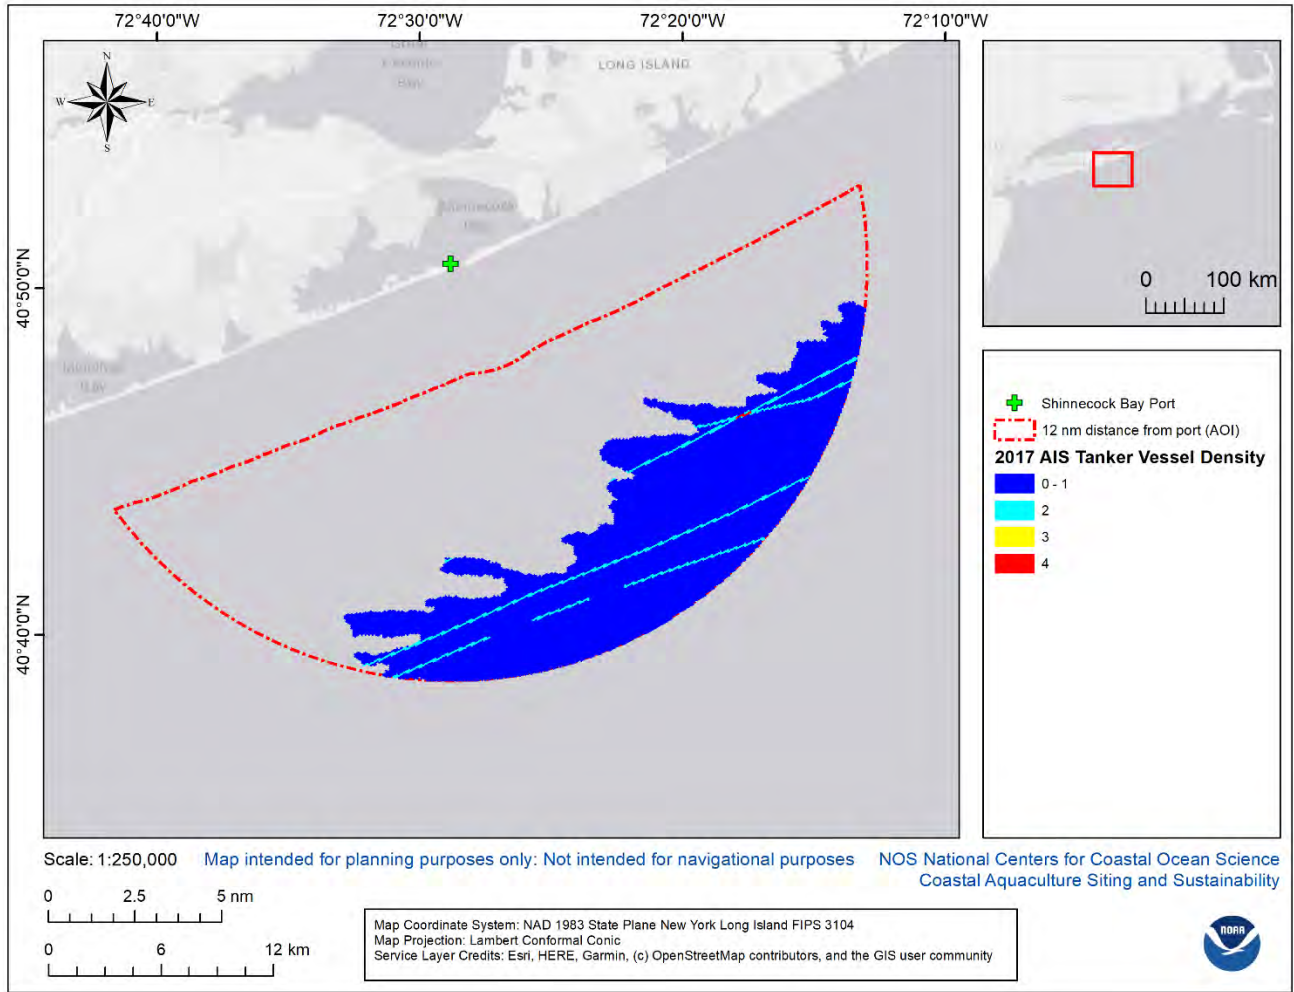 72°40'0"W 72°30'0"W 72°20'0"W 72°10'0"W
N
W E
S
Bay
LONG ISLAND
Shinnecock
Bay
40°50'0"N
40°40'0"N
0 100 km
Shinnecock Bay Port
12 nm distance from port (AOI)
2017 AIS Tanker Vessel Density
0 - 1
2
3
4
Scale: 1:250,000 Map intended for planning purposes only: Not intended for navigational purposes
NOS National Centers for Coastal Ocean Science
Coastal Aquaculture Siting and Sustainability
0 2.5 5 nm
0 6 12 km
Map Coordinate System: NAD 1983 State Plane New York Long Island FIPS 3104
Map Projection: Lambert Conformal Conic
Service Layer Credits: Esri, HERE, Garmin, (c) OpenStreetMap contributors, and the GIS user community
NOAA